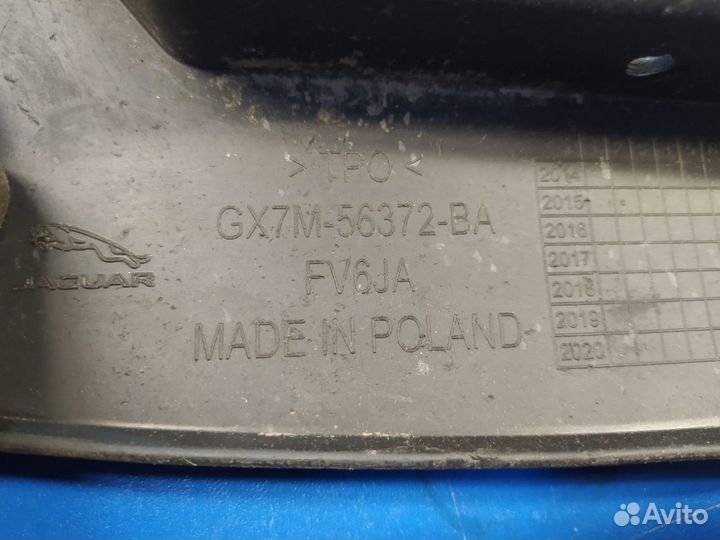 > TPO <
GX7M-56372-BA
FV6JA
MADE IN POLAND
JAGUAR
2014
2015
2016
2017
2018
2019
2020
Avito